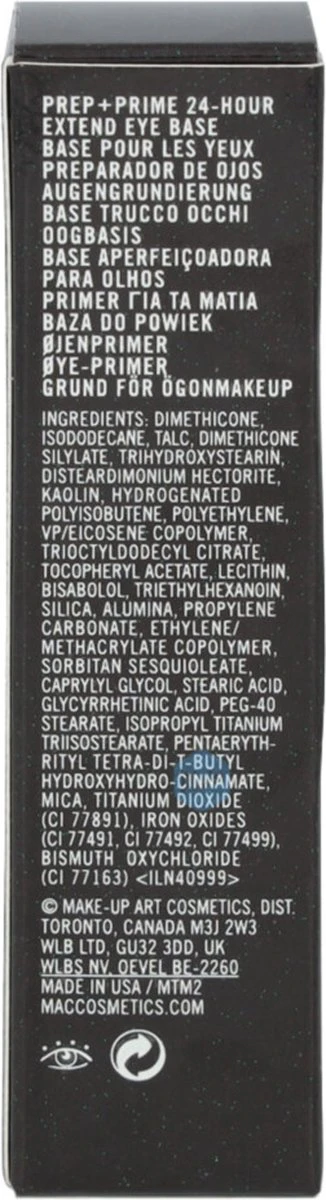 PREP+PRIME 24-HOUR
EXTEND EYE BASE
BASE POUR LES YEUX
PREPARADOR DE OJOS
AUGENGRUNDIERUNG
BASE TRUCCO OCCHI
OOGBASIS
BASE APERFEIÇOADORA
PARA OLHOS
PRIMER ΓΙΑ ΤΑ ΜΑΤΙΑ
BAZA DO POWIEK
ØJENPRIMER
ØYE-PRIMER
GRUND FÖR ÖGONMAKEUP
INGREDIENTS: DIMETHICONE,
ISODODECANE, TALC, DIMETHICONE
SILYLATE, TRIHYDROXYSTEARIN,
DISTEARDIMONIUM HECTORITE,
KAOLIN, HYDROGENATED
POLYISOBUTENE, POLYETHYLENE,
VP/EICOSENE COPOLYMER,
TRIOCTYLDODECYL CITRATE,
TOCOPHERYL ACETATE, LECITHIN,
BISABOLOL, TRIETHYLHEXANOIN,
SILICA, ALUMINA, PROPYLENE
CARBONATE, ETHYLENE/
METHACRYLATE COPOLYMER,
SORBITAN SESQUIOLEATE,
CAPRYLYL GLYCOL, STEARIC ACID,
GLYCYRRHETINIC ACID, PEG-40
STEARATE, ISOPROPYL TITANIUM
TRIISOSTEARATE, PENTAERYTH-
RITYL TETRA-DI-T-BUTYL
HYDROXYHYDRO-CINNAMATE,
MICA, TITANIUM DIOXIDE
(CI 77891), IRON OXIDES
(CI 77491, CI 77492, CI 77499),
BISMUTH OXYCHLORIDE
(CI 77163) <ILN40999>
© MAKE-UP ART COSMETICS, DIST.
TORONTO, CANADA M3J 2W3
WLB LTD, GU32 3DD, UK
WLBS NV, OEVEL BE-2260
MADE IN USA / MTM2
MACCOSMETICS.COM